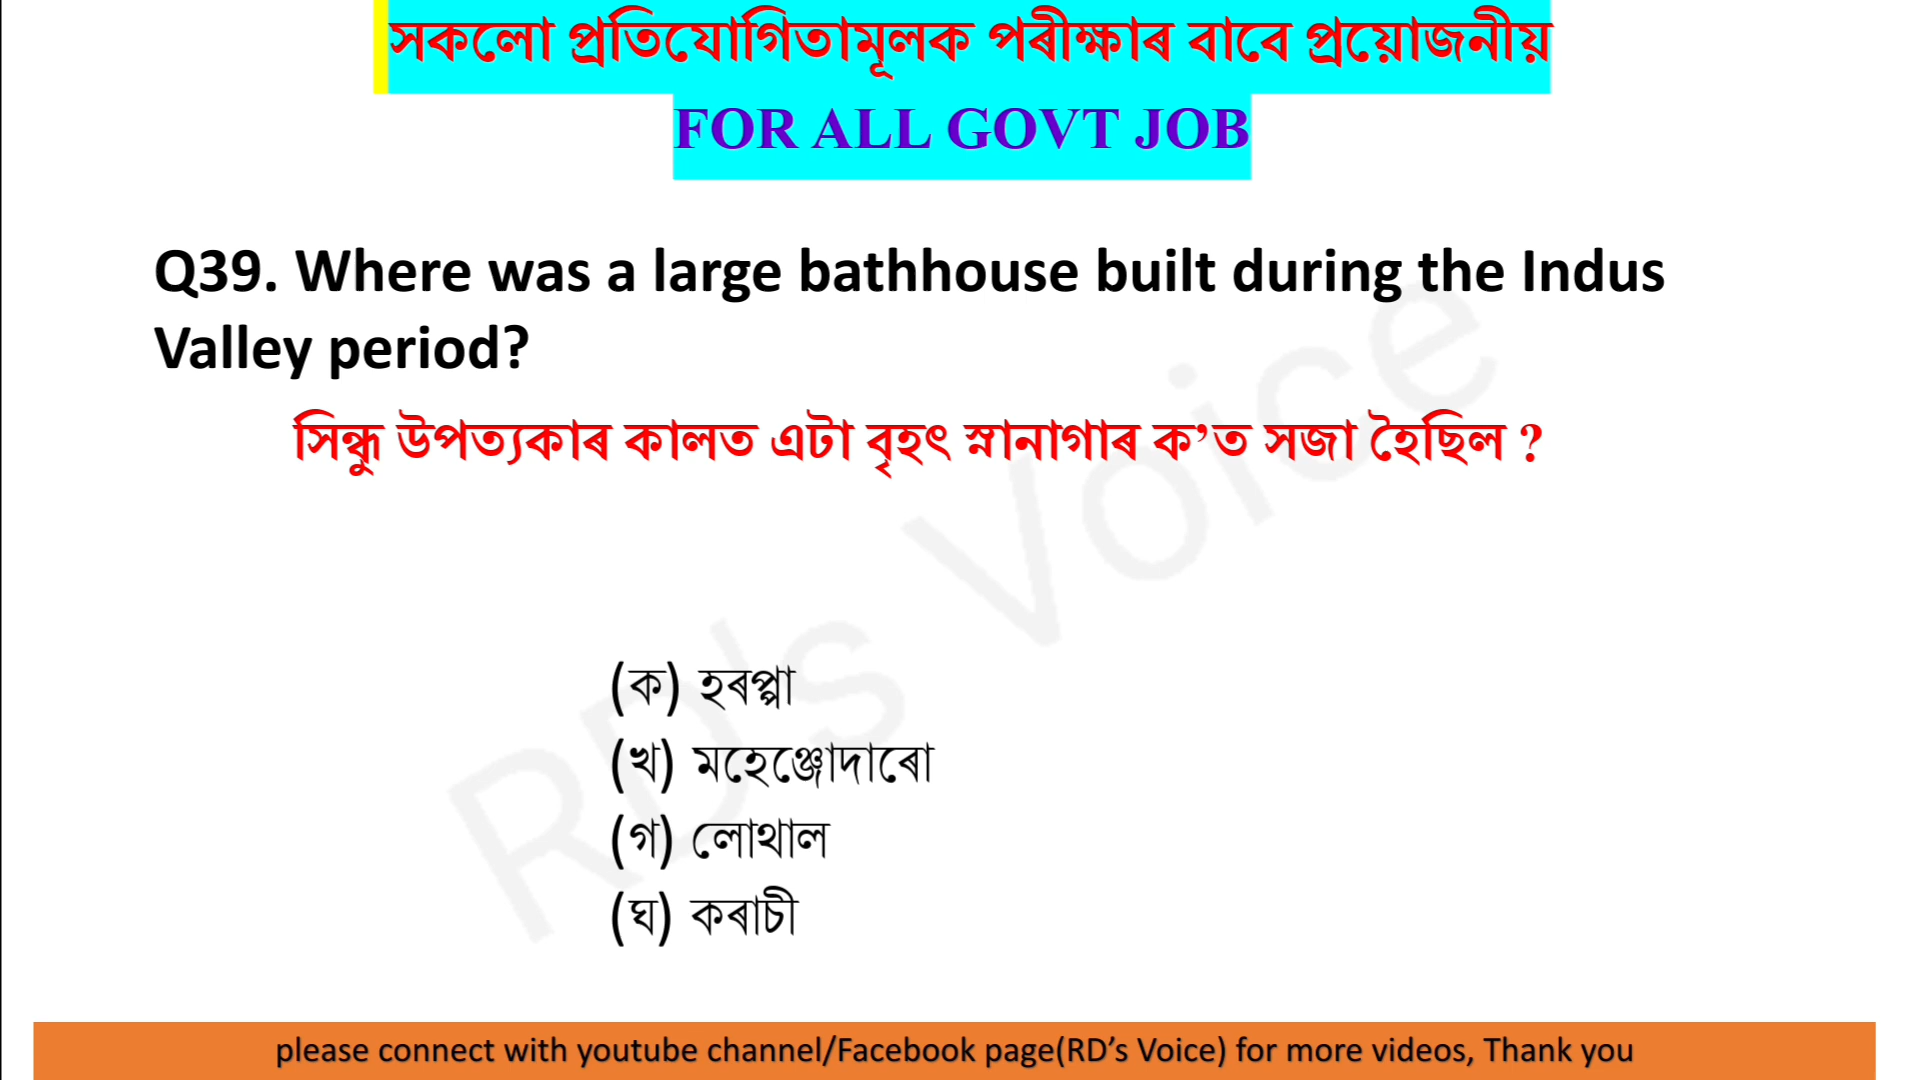 সকলো প্ৰতিযোগিতামূলক পৰীক্ষাৰ বাবে প্ৰয়োজনীয়
FOR ALL GOVT JOB
Q39. Where was a large bathhouse built during the Indus
Valley period?
সিন্ধু উপত্যকাৰ কালত এটা বৃহৎ স্নানাগাৰ ক’ত সজা হৈছিল ?
RD's Voice
(ক) হৰপ্পা
(খ) মহেঞ্জোদাৰো
(গ) লোথাল
(ঘ) কৰাচী
please connect with youtube channel/Facebook page(RD’s Voice) for more videos, Thank you